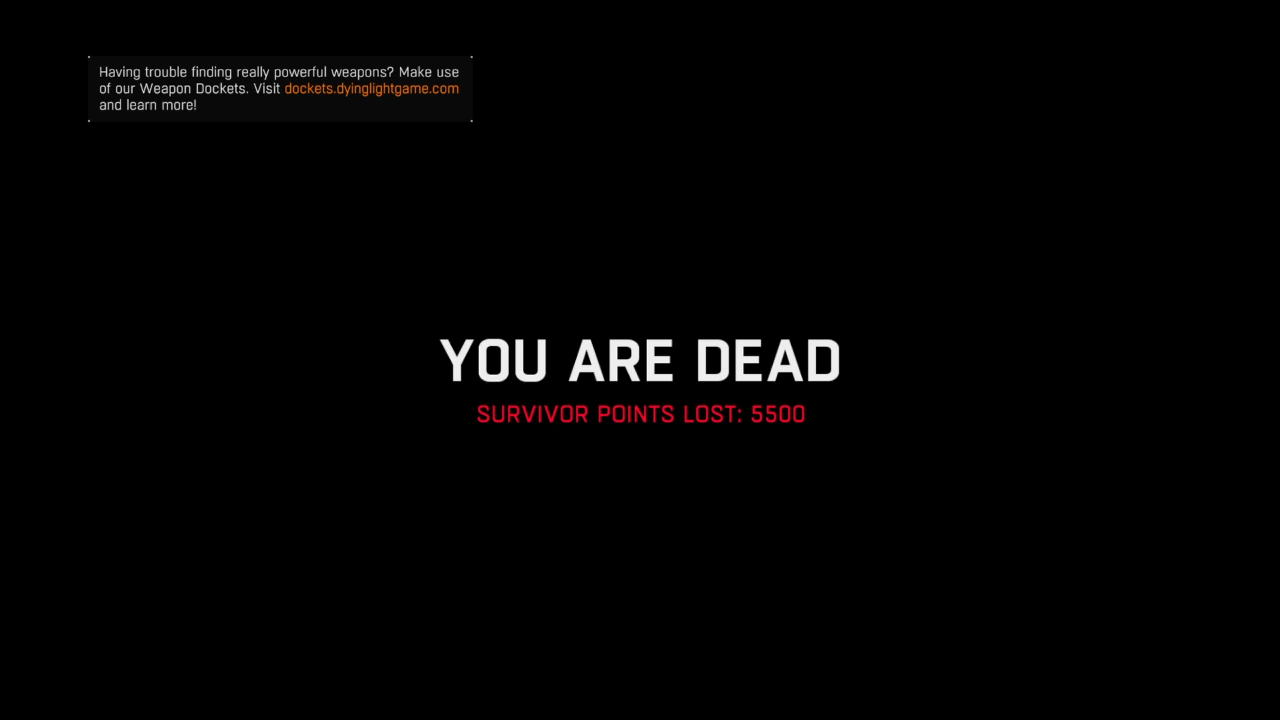 Having trouble finding really powerful weapons? Make use
of our Weapon Dockets. Visit dockets.dyinglightgame.com
and learn more!
YOU ARE DEAD
SURVIVOR POINTS LOST: 5500